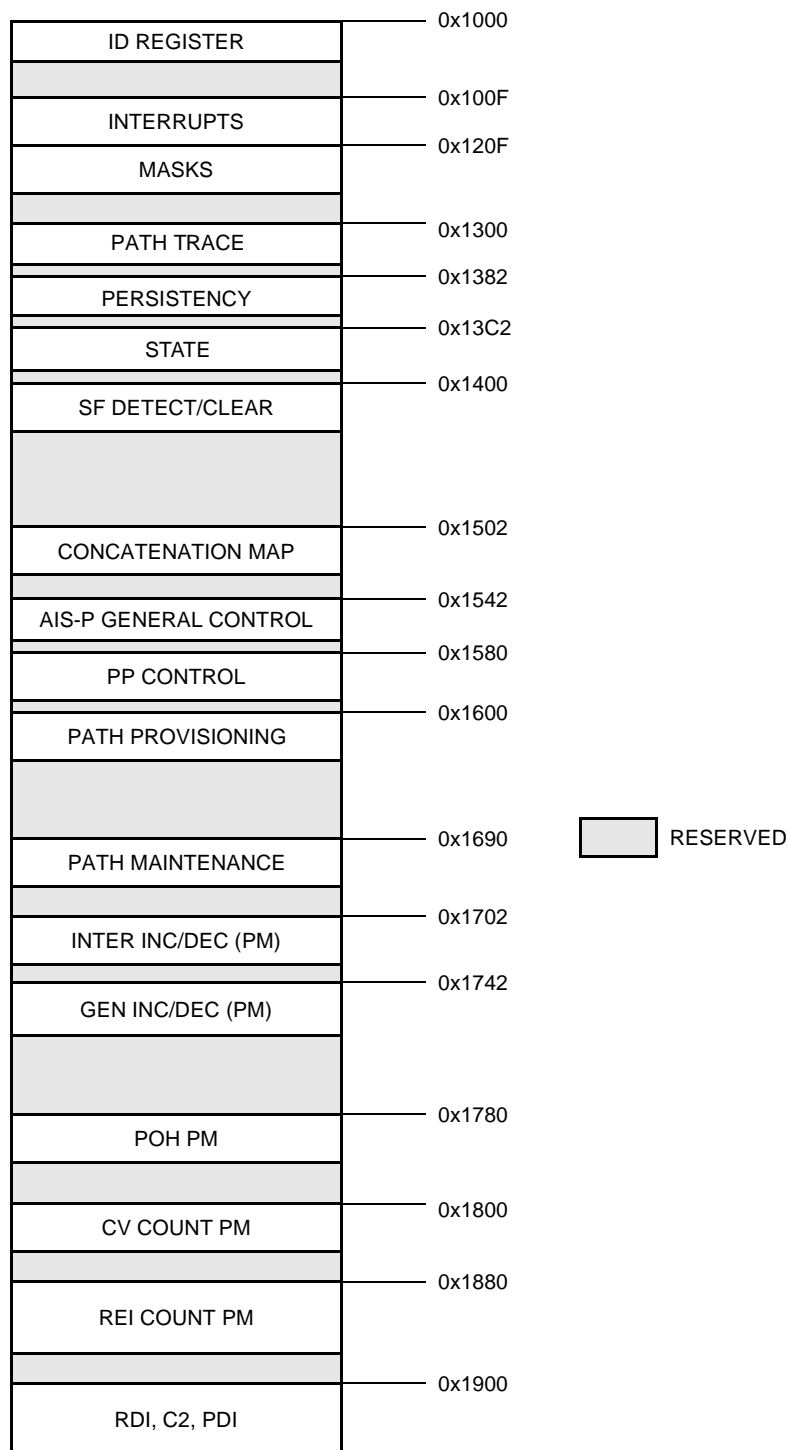 0x1000
ID REGISTER
0x100F
INTERRUPTS
0x120F
MASKS
0x1300
PATH TRACE
0x1382
PERSISTENCY
0x13C2
STATE
0x1400
SF DETECT/CLEAR
0x1502
CONCATENATION MAP
0x1542
AIS-P GENERAL CONTROL
0x1580
PP CONTROL
0x1600
PATH PROVISIONING
0x1690
RESERVED
PATH MAINTENANCE
0x1702
INTER INC/DEC (PM)
0x1742
GEN INC/DEC (PM)
0x1780
POH PM
0x1800
CV COUNT PM
0x1880
REI COUNT PM
0x1900
RDI, C2, PDI